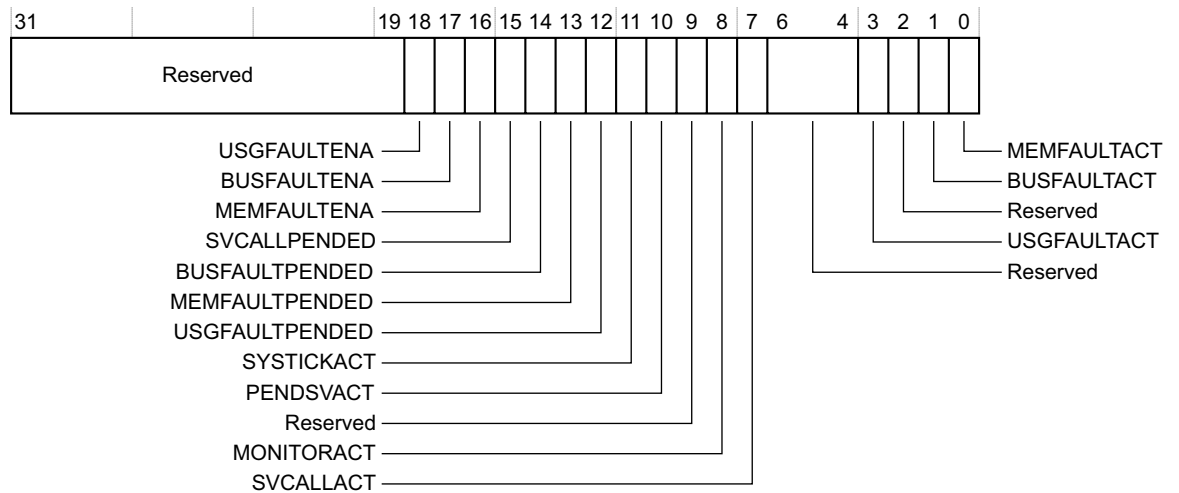 31 19 18 17 16 15 14 13 12 11 10 9 8 7 6 4 3 2 1 0
Reserved
USGFAULTENA
BUSFAULTENA
MEMFAULTENA
SVCALLPENDED
BUSFAULTPENDED
MEMFAULTPENDED
USGFAULTPENDED
SYSTICKACT
PENDSVACT
Reserved
MONITORACT
SVCALLACT
MEMFAULTACT
BUSFAULTACT
Reserved
USGFAULTACT
Reserved